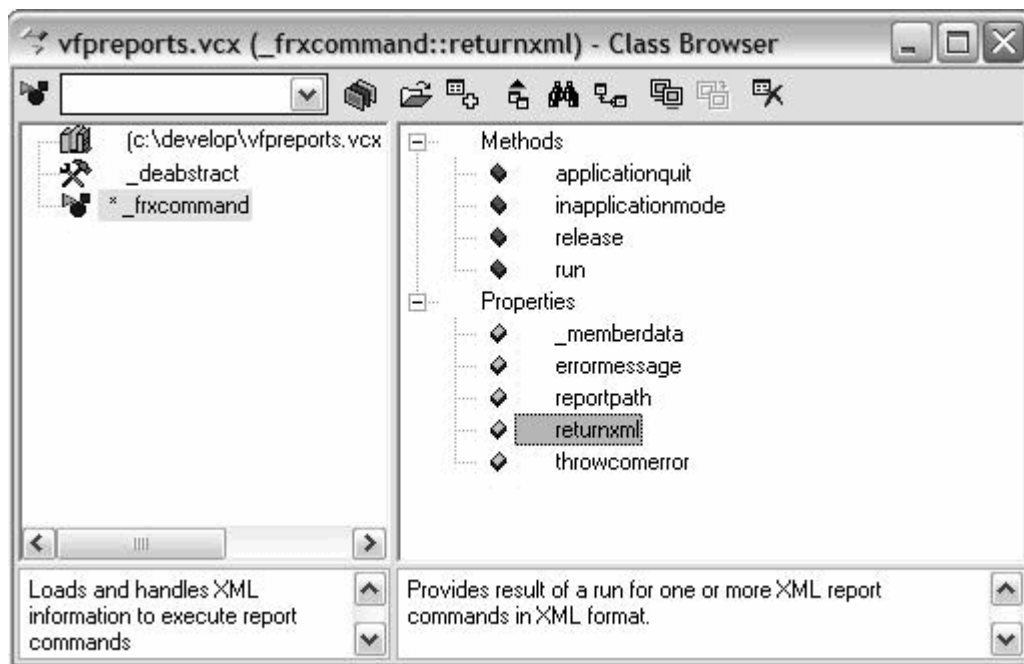 vfpreports.vcx (_frxcommand::returnxml) - Class Browser
(c:\develop\vfpreports.vcx
_deabstract
* _frxcommand
Methods
applicationquit
inapplicationmode
release
run
Properties
_memberdata
errormessage
reportpath
returnxml
throwcomerror
Loads and handles XML
information to execute report
commands
Provides result of a run for one or more XML report
commands in XML format.